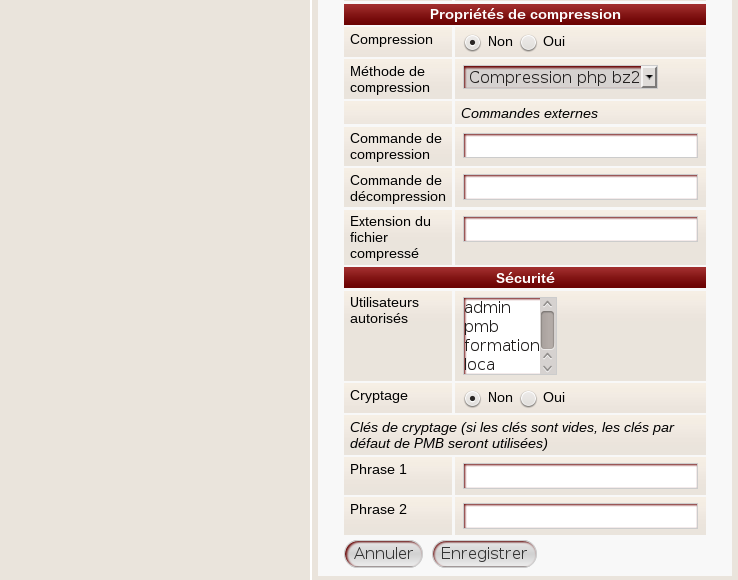 Propriétés de compression
Compression
Non Oui
Méthode de
compression
Compression php bz2
Commandes externes
Commande de
compression
Commande de
décompression
Extension du
fichier
compressé
Sécurité
Utilisateurs
autorisés
admin
pmb
formation
loca
Cryptage
Non Oui
Clés de cryptage (si les clés sont vides, les clés par
défaut de PMB seront utilisées)
Phrase 1
Phrase 2
Annuler Enregistrer